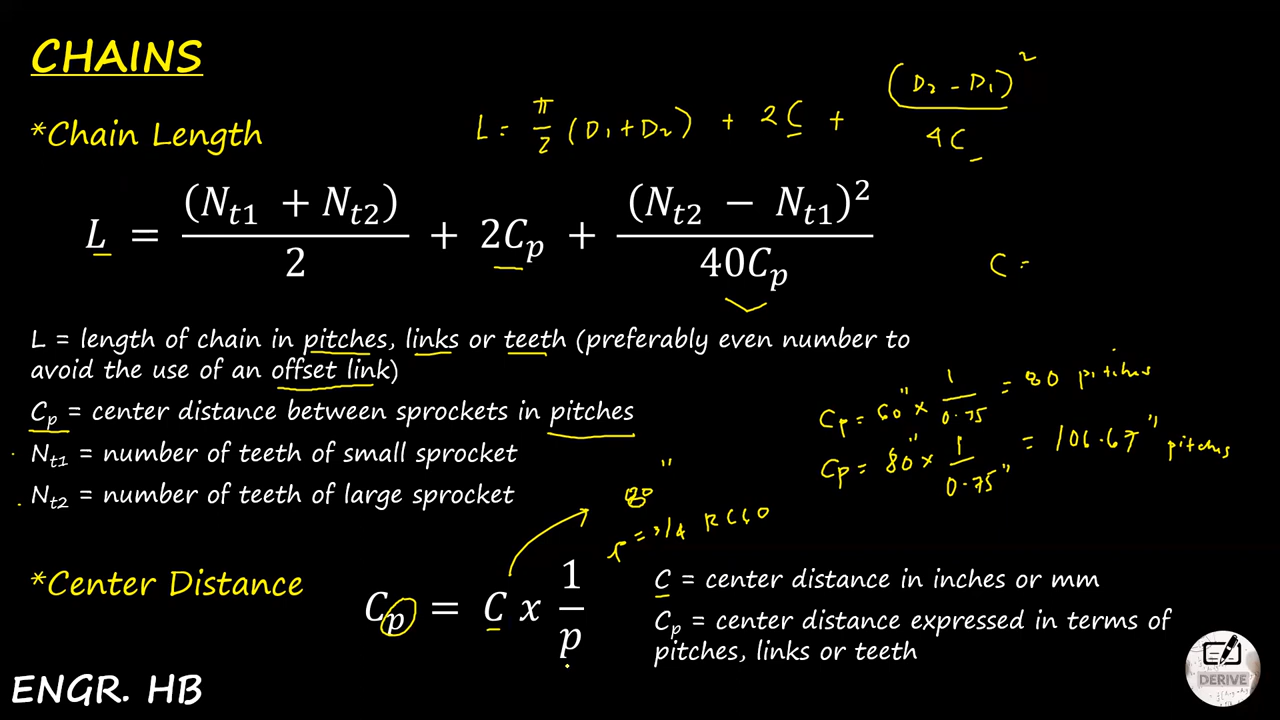 CHAINS
*Chain Length
L = π/2 (D1 + D2) + 2C + (D2 - D1)²/4C
L = (Nt1 + Nt2)/2 + 2Cp + (Nt2 - Nt1)²/40Cp
C =
L = length of chain in pitches, links or teeth (preferably even number to
avoid the use of an offset link)
Cp = center distance between sprockets in pitches
Nt1 = number of teeth of small sprocket
Nt2 = number of teeth of large sprocket
Cp = 60" × 1/0.75 = 80 pitches
Cp = 80" × 1/0.75" = 106.67" pitches
80"
p = 3/4 RC60
*Center Distance
Cp = C x 1/p
C = center distance in inches or mm
Cp = center distance expressed in terms of
pitches, links or teeth
ENGR. HB
DERIVE